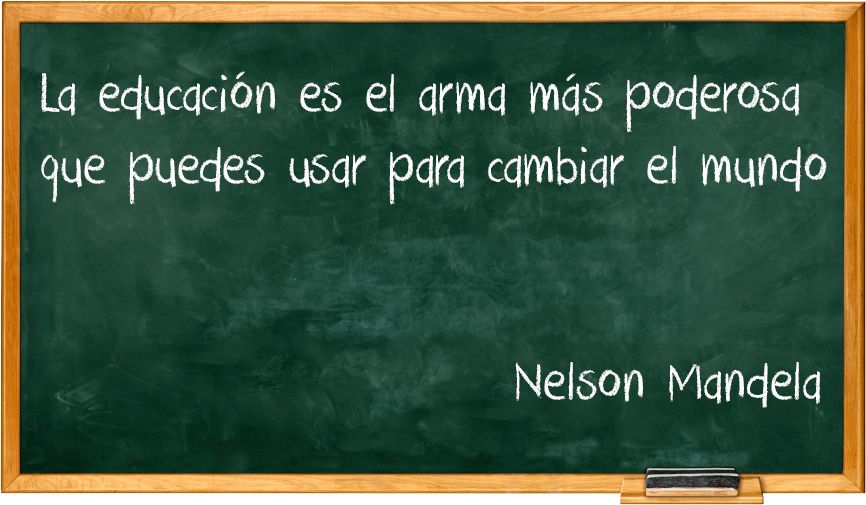 La educación es el arma más poderosa
que puedes usar para cambiar el mundo
Nelson Mandela